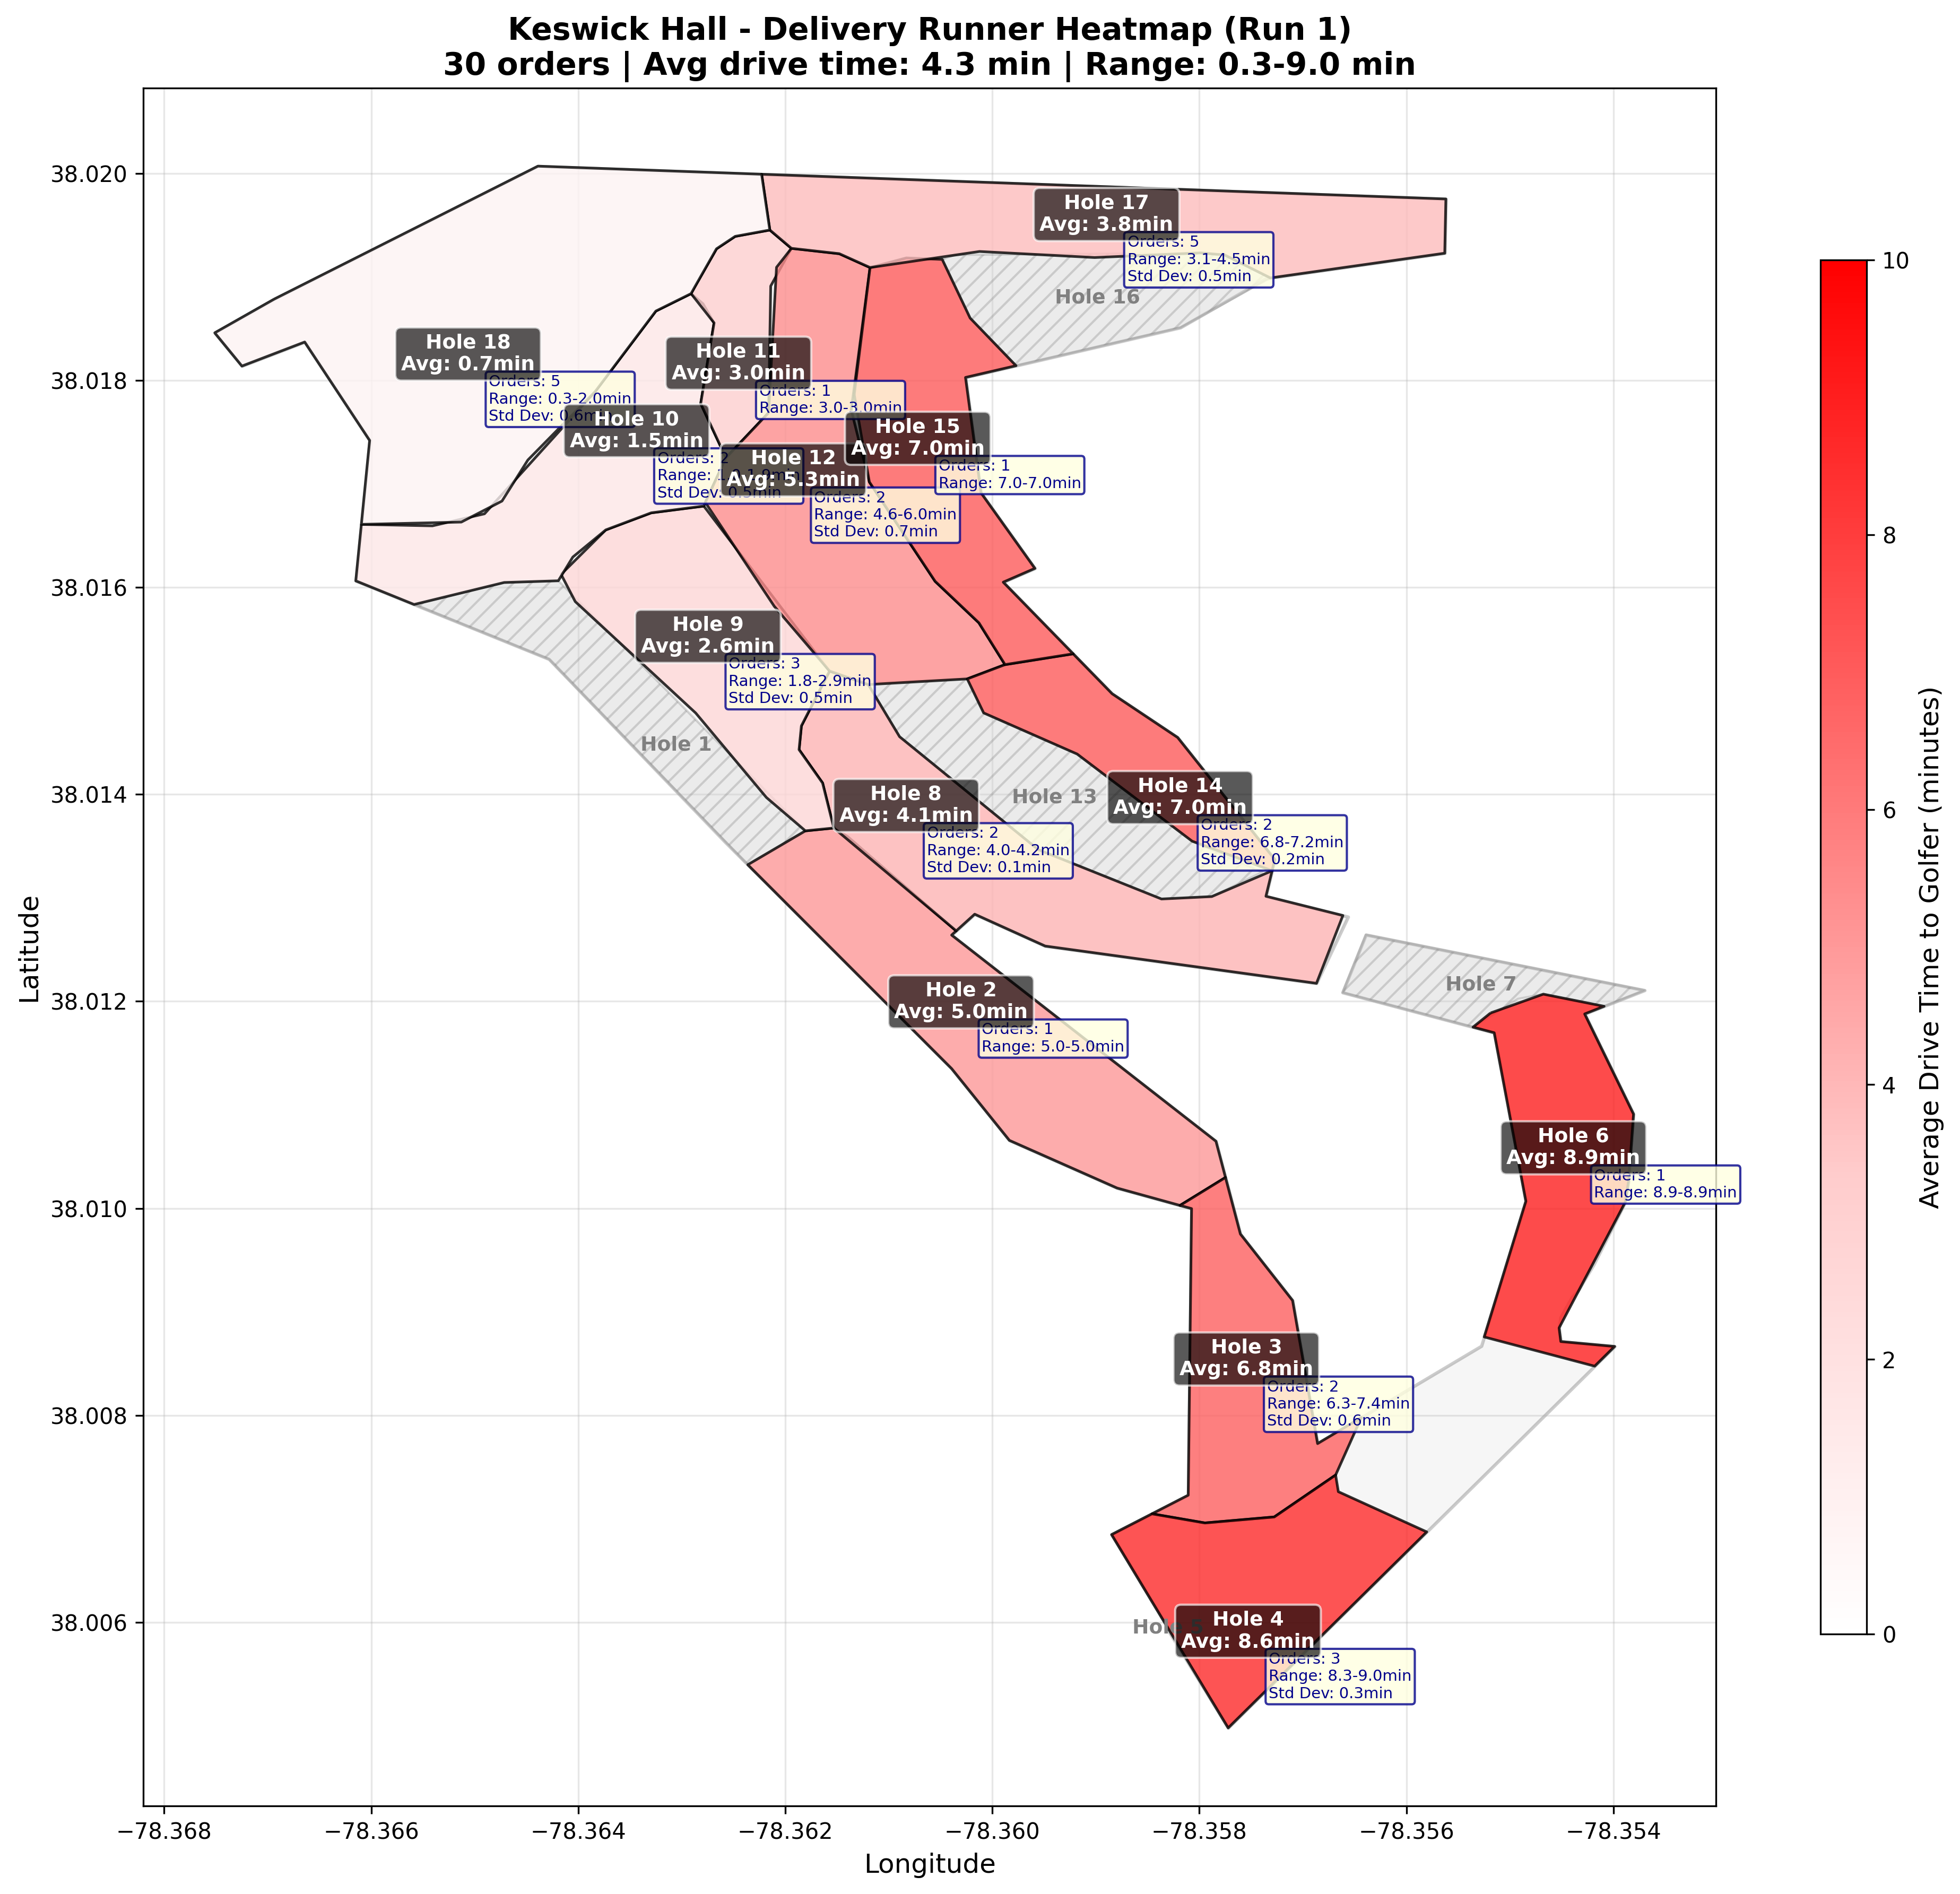 Keswick Hall - Delivery Runner Heatmap (Run 1)
30 orders | Avg drive time: 4.3 min | Range: 0.3-9.0 min
Latitude
38.020
38.018
38.016
38.014
38.012
38.010
38.008
38.006
Hole 17
Avg: 3.8min
Orders: 5
Range: 3.1-4.5min
Std Dev: 0.5min
Hole 16
Hole 18
Avg: 0.7min
Orders: 5
Range: 0.3-2.0min
Std Dev: 0.6min
Hole 11
Avg: 3.0min
Orders: 1
Range: 3.0-3.0min
Hole 10
Avg: 1.5min
Orders: 2
Range:
Std Dev: 0.5min
Hole 15
Avg: 7.0min
Orders: 1
Range: 7.0-7.0min
Hole 12
Avg: 5.3min
Orders: 2
Range: 4.6-6.0min
Std Dev: 0.7min
Hole 9
Avg: 2.6min
Orders: 3
Range: 1.8-2.9min
Std Dev: 0.5min
Hole 1
Hole 8
Avg: 4.1min
Orders: 2
Range: 4.0-4.2min
Std Dev: 0.1min
Hole 13
Hole 14
Avg: 7.0min
Orders: 2
Range: 6.8-7.2min
Std Dev: 0.2min
Hole 2
Avg: 5.0min
Orders: 1
Range: 5.0-5.0min
Hole 7
Hole 6
Avg: 8.9min
Orders: 1
Range: 8.9-8.9min
Hole 3
Avg: 6.8min
Orders: 2
Range: 6.3-7.4min
Std Dev: 0.6min
Hole 4
Avg: 8.6min
Orders: 3
Range: 8.3-9.0min
Std Dev: 0.3min
−78.368
−78.366
−78.364
−78.362
−78.360
−78.358
−78.356
−78.354
Longitude
10
8
6
4
2
0
Average Drive Time to Golfer (minutes)